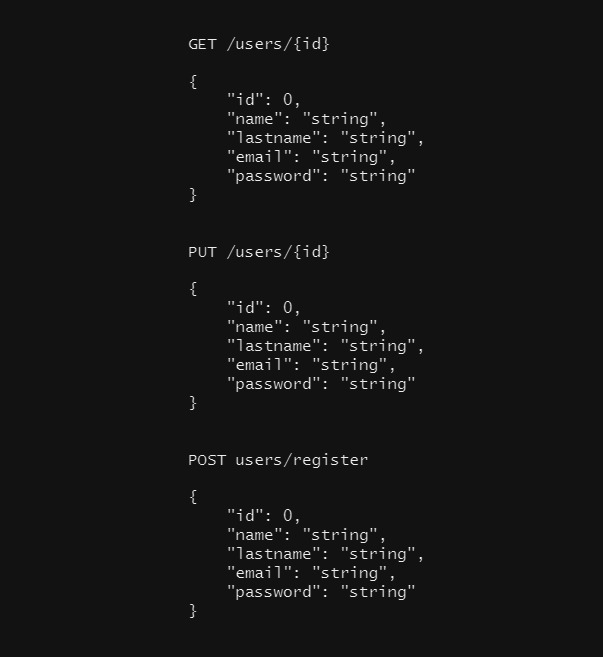 GET /users/{id}
{
    "id": 0,
    "name": "string",
    "lastname": "string",
    "email": "string",
    "password": "string"
}
PUT /users/{id}
{
    "id": 0,
    "name": "string",
    "lastname": "string",
    "email": "string",
    "password": "string"
}
POST users/register
{
    "id": 0,
    "name": "string",
    "lastname": "string",
    "email": "string",
    "password": "string"
}